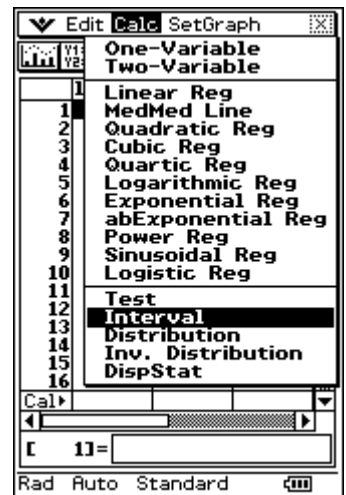 Edit Calc SetGraph
One-Variable
Two-Variable
Linear Reg
1 MedMed Line
2 Quadratic Reg
3 Cubic Reg
4 Quartic Reg
5 Logarithmic Reg
6 Exponential Reg
7 abExponential Reg
8 Power Reg
9 Sinusoidal Reg
10 Logistic Reg
11 Test
12 Interval
13 Distribution
14 Inv. Distribution
15 DispStat
16
Cal▸
[ 1]=
Rad Auto Standard